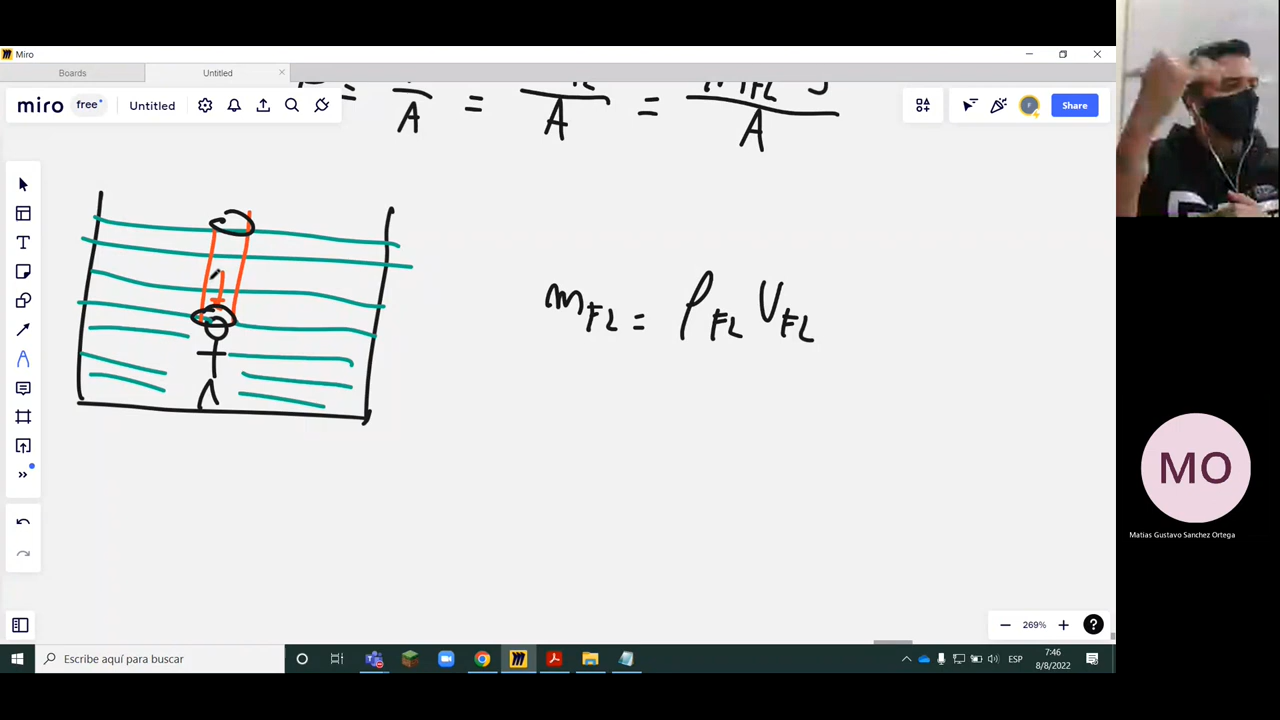 Miro
Boards
Untitled
miro free Untitled
Share
= — = — = —
A A A
m_FL = ρ_FL V_FL
MO
Matias Gustavo Sanchez Ortega
269%
Escribe aquí para buscar
ESP
7:46
8/8/2022